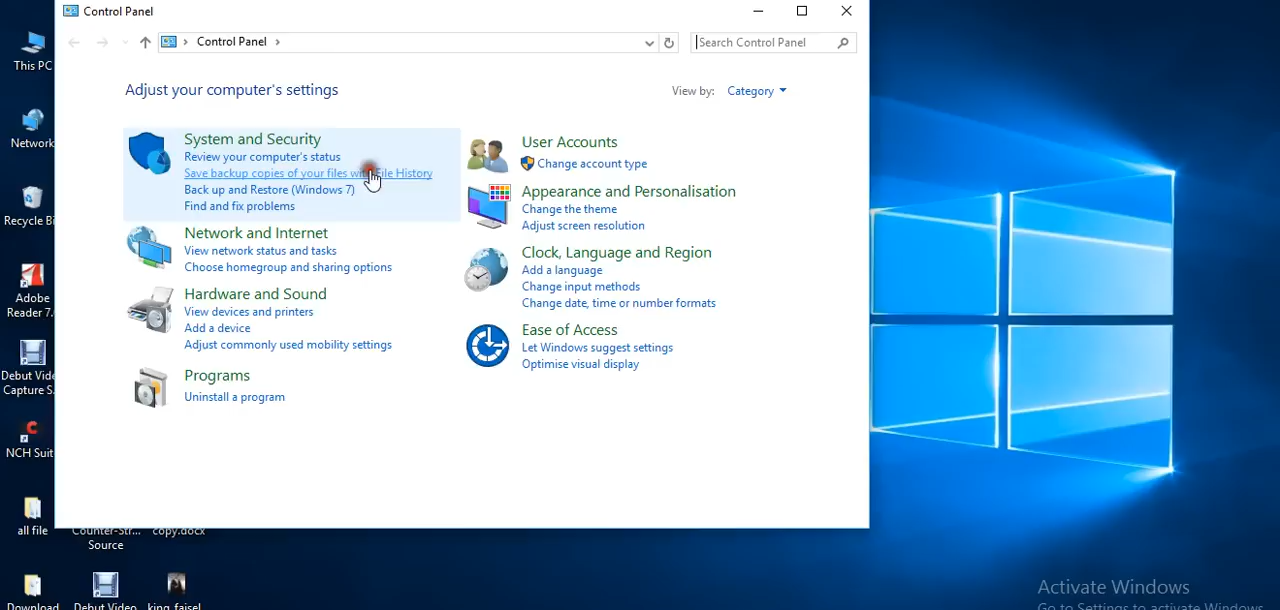 Control Panel
Control Panel
Search Control Panel
Adjust your computer's settings
View by: Category
System and Security
Review your computer's status
Save backup copies of your files with File History
Back up and Restore (Windows 7)
Find and fix problems
Network and Internet
View network status and tasks
Choose homegroup and sharing options
Hardware and Sound
View devices and printers
Add a device
Adjust commonly used mobility settings
Programs
Uninstall a program
User Accounts
Change account type
Appearance and Personalisation
Change the theme
Adjust screen resolution
Clock, Language and Region
Add a language
Change input methods
Change date, time or number formats
Ease of Access
Let Windows suggest settings
Optimise visual display
This PC
Network
Recycle Bi
Adobe
Reader 7.
Debut Vide
Capture S.
NCH Suit
all file
Counter-Str...
Source
copy.docx
Download
Debut Video
king_faisel
Activate Windows
Go to Settings to activate Windows.